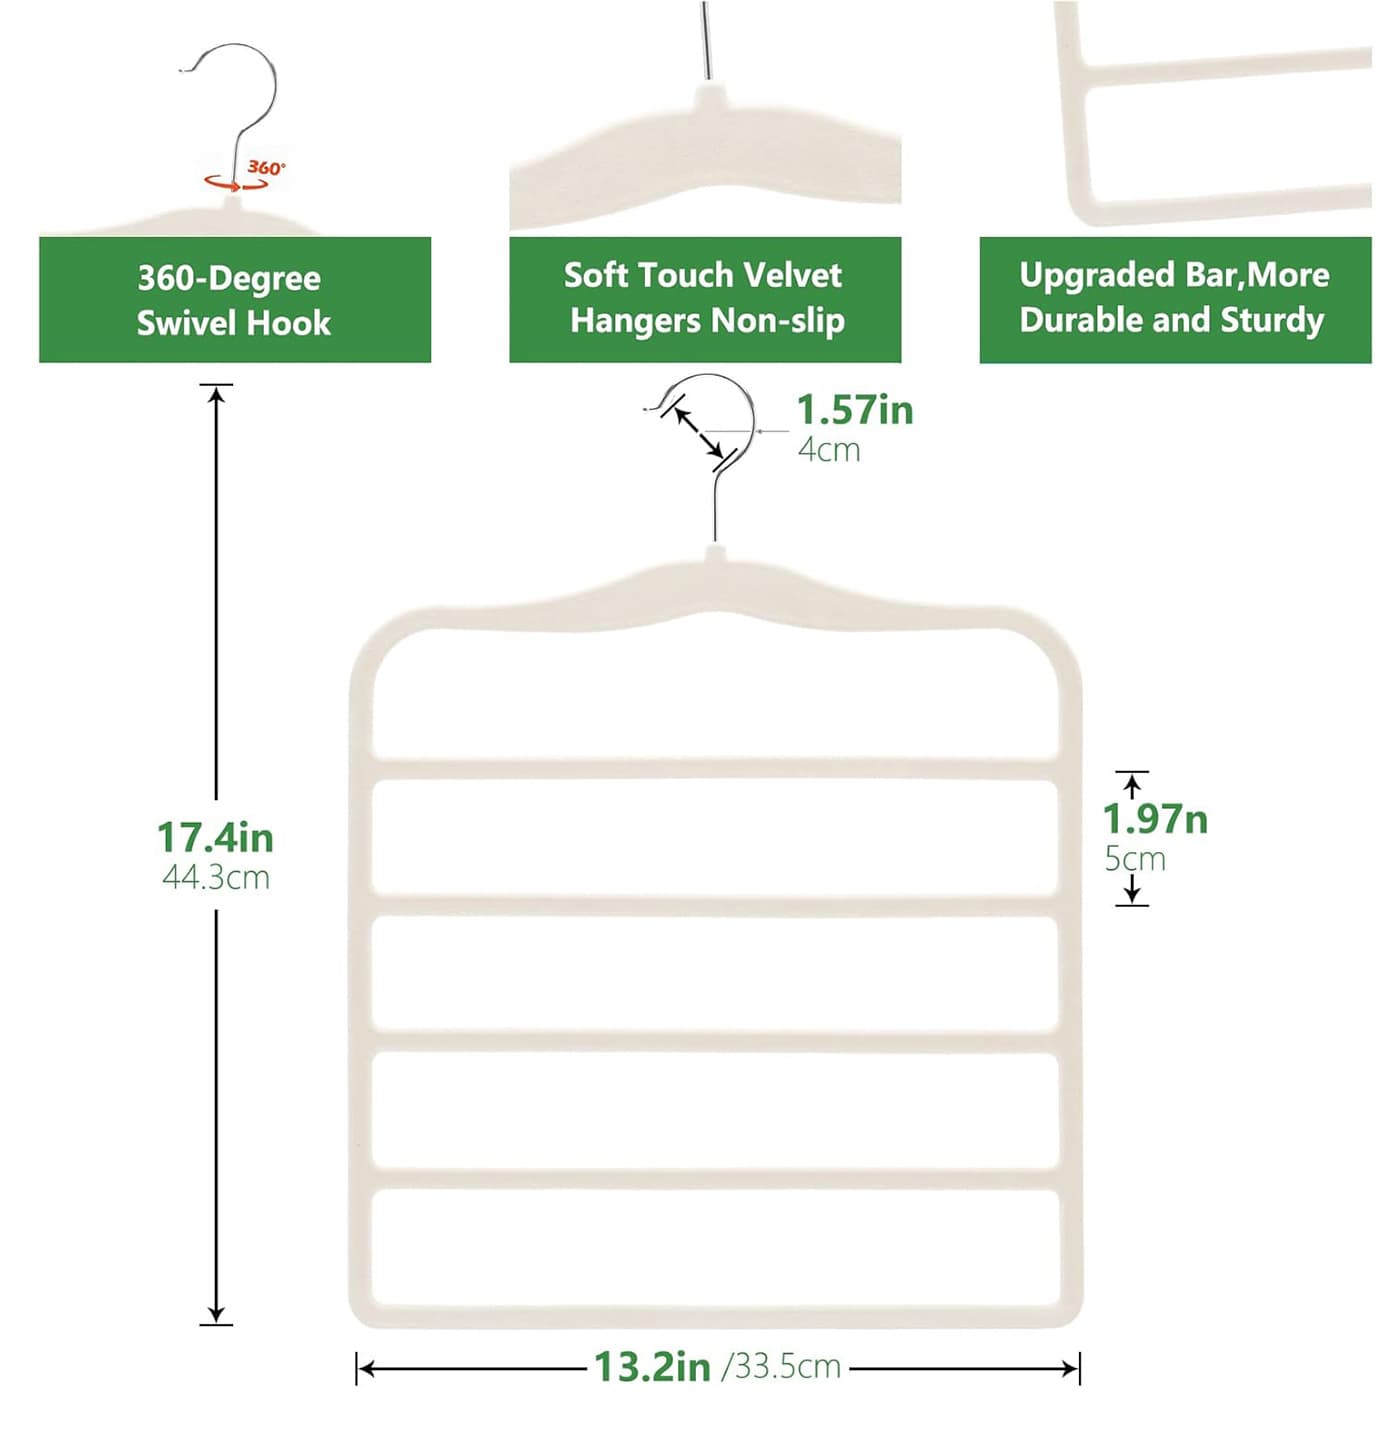 360°
360-Degree
Swivel Hook
Soft Touch Velvet
Hangers Non-slip
Upgraded Bar,More
Durable and Sturdy
1.57in
4cm
17.4in
44.3cm
1.97n
5cm
13.2in /33.5cm